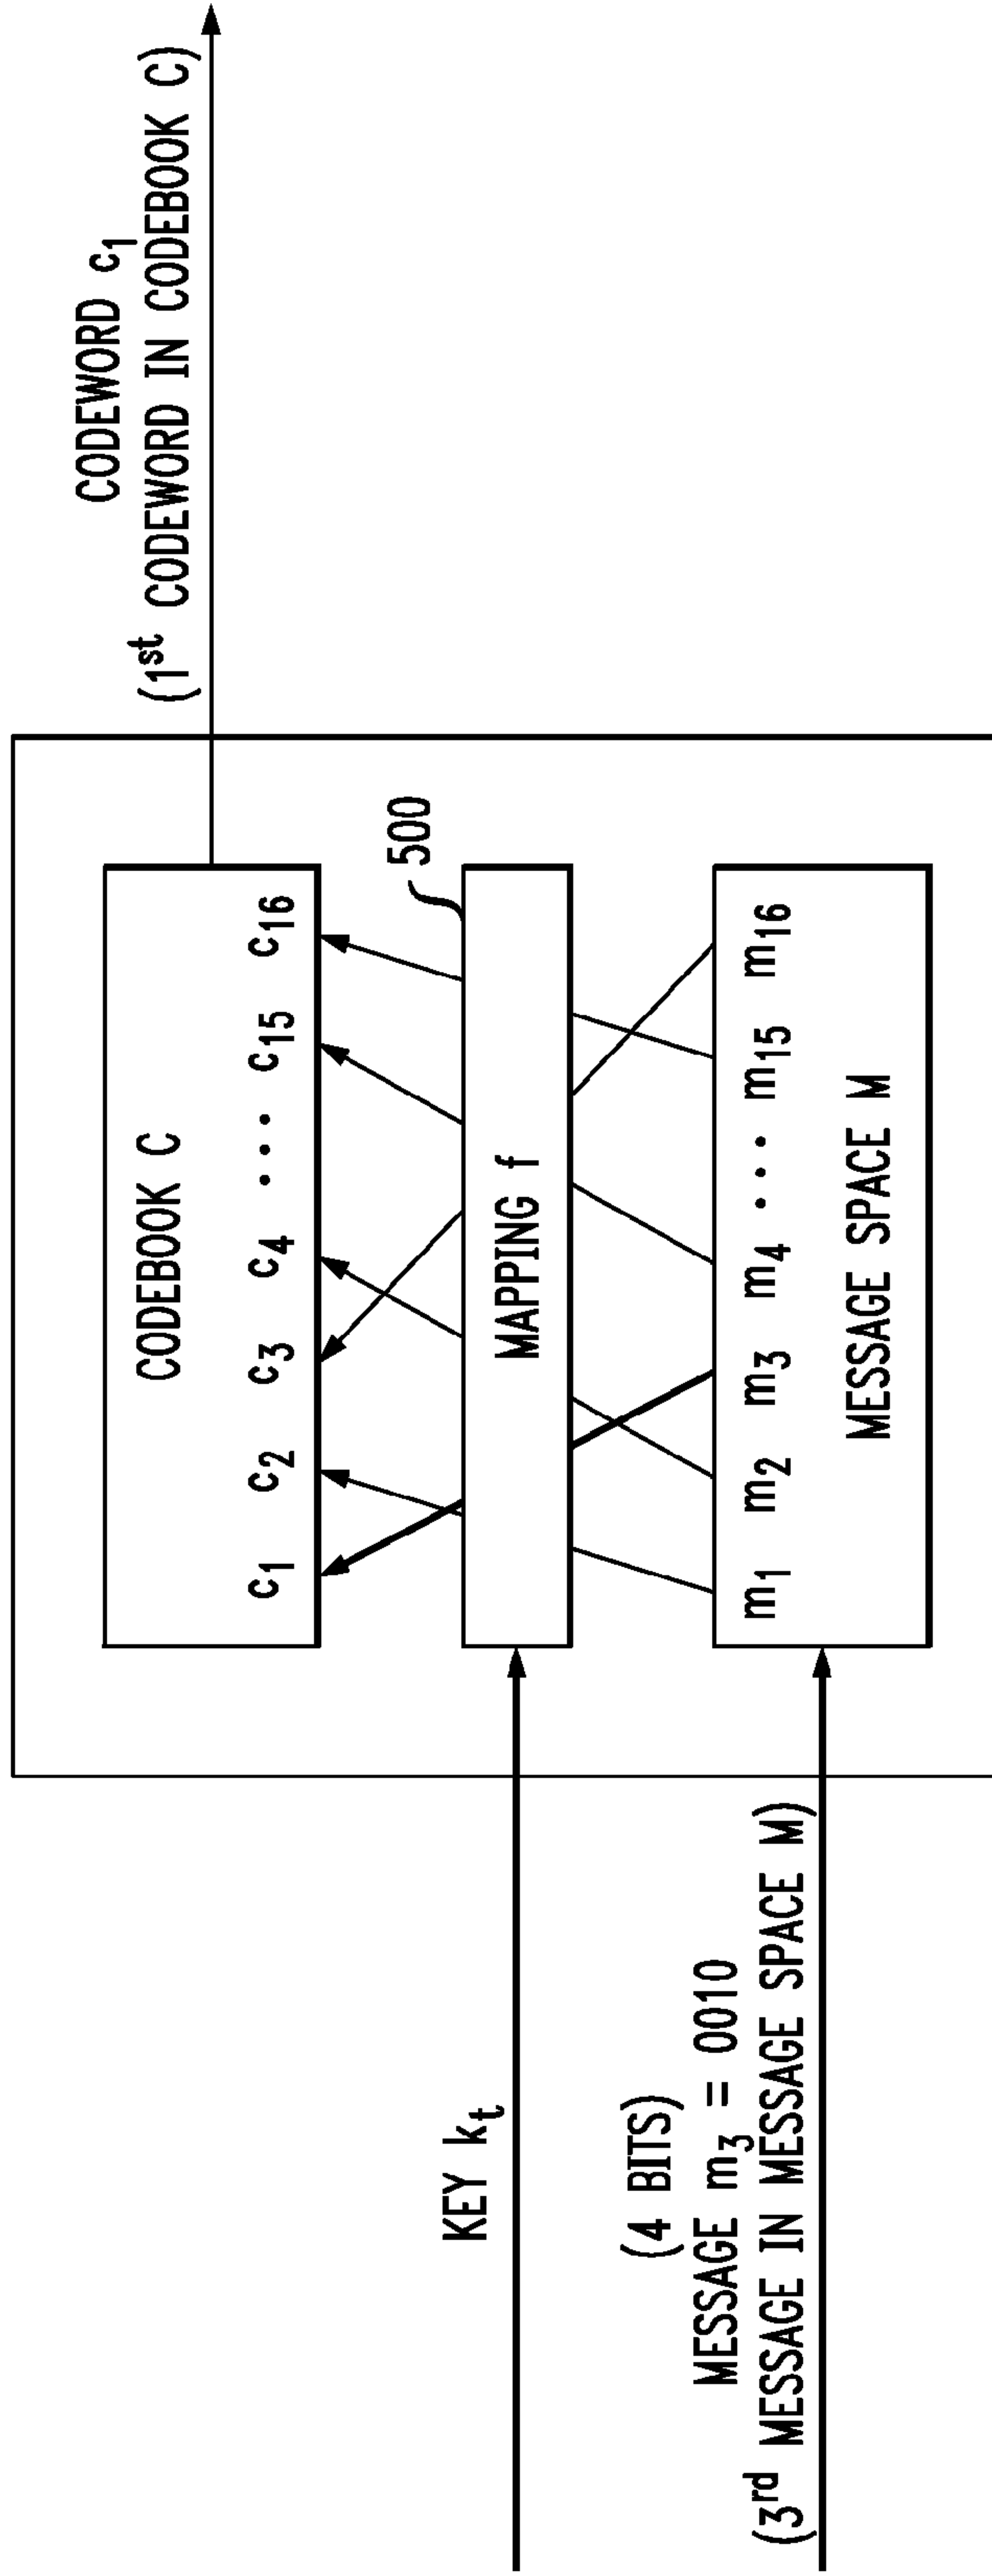 CODEWORD c1
(1st CODEWORD IN CODEBOOK C)
CODEBOOK C
c1 c2 c3 c4 ... c15 c16
500
KEY kt
MAPPING f
(4 BITS)
MESSAGE m3 = 0010
(3rd MESSAGE IN MESSAGE SPACE M)
m1 m2 m3 m4 ... m15 m16
MESSAGE SPACE M